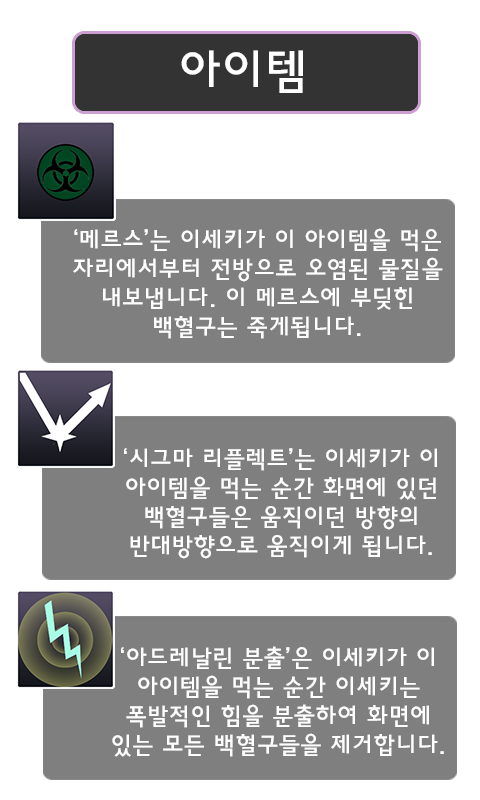 아이템
‘메르스’는 이세키가 이 아이템을 먹은
자리에서부터 전방으로 오염된 물질을
내보냅니다. 이 메르스에 부딪힌
백혈구는 죽게됩니다.
‘시그마 리플렉트’는 이세키가 이
아이템을 먹는 순간 화면에 있던
백혈구들은 움직이던 방향의
반대방향으로 움직이게 됩니다.
‘아드레날린 분출’은 이세키가 이
아이템을 먹는 순간 이세키는
폭발적인 힘을 분출하여 화면에
있는 모든 백혈구들을 제거합니다.